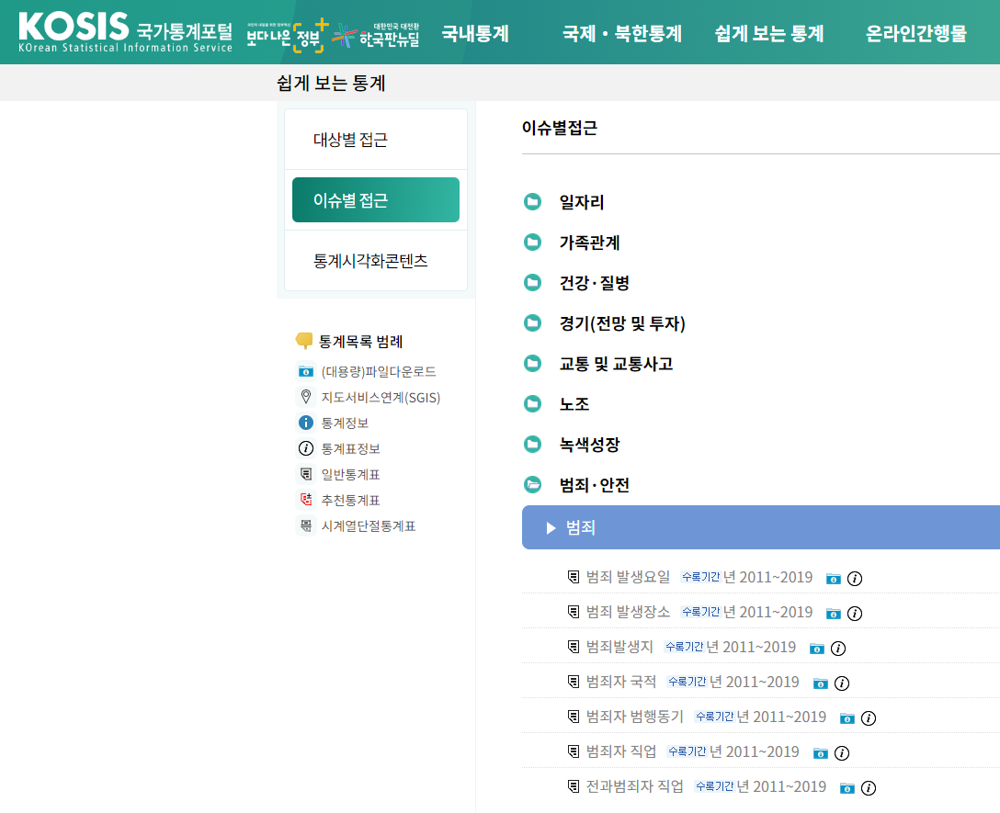 KOSIS 국가통계포털
KOrean Statistical Information Service
보다 나은 정부
대한민국 대전환
한국판뉴딜
국내통계
국제·북한통계
쉽게 보는 통계
온라인간행물
쉽게 보는 통계
대상별 접근
이슈별 접근
통계시각화콘텐츠
통계목록 범례
(대용량)파일다운로드
지도서비스연계(SGIS)
통계정보
통계표정보
일반통계표
추천통계표
시계열단절통계표
이슈별접근
일자리
가족관계
건강·질병
경기(전망 및 투자)
교통 및 교통사고
노조
녹색성장
범죄·안전
범죄
범죄 발생요일 수록기간 년 2011~2019
범죄 발생장소 수록기간 년 2011~2019
범죄발생지 수록기간 년 2011~2019
범죄자 국적 수록기간 년 2011~2019
범죄자 범행동기 수록기간 년 2011~2019
범죄자 직업 수록기간 년 2011~2019
전과범죄자 직업 수록기간 년 2011~2019